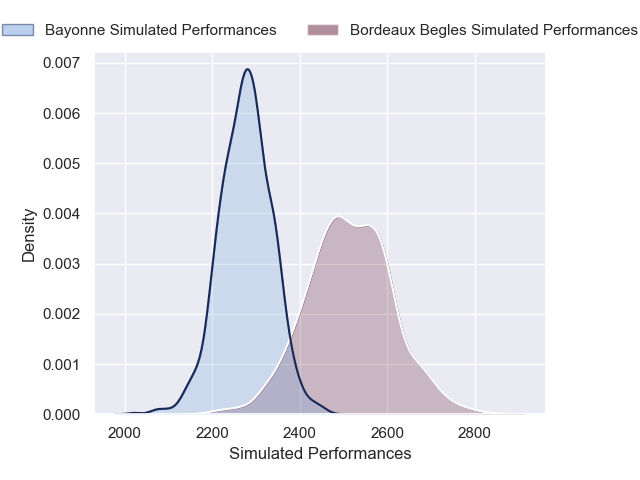 Bayonne Simulated Performances Bordeaux Begles Simulated Performances
0.007
0.006
0.005
0.004
0.003
0.002
0.001
0.000
Density
2000 2200 2400 2600 2800
Simulated Performances